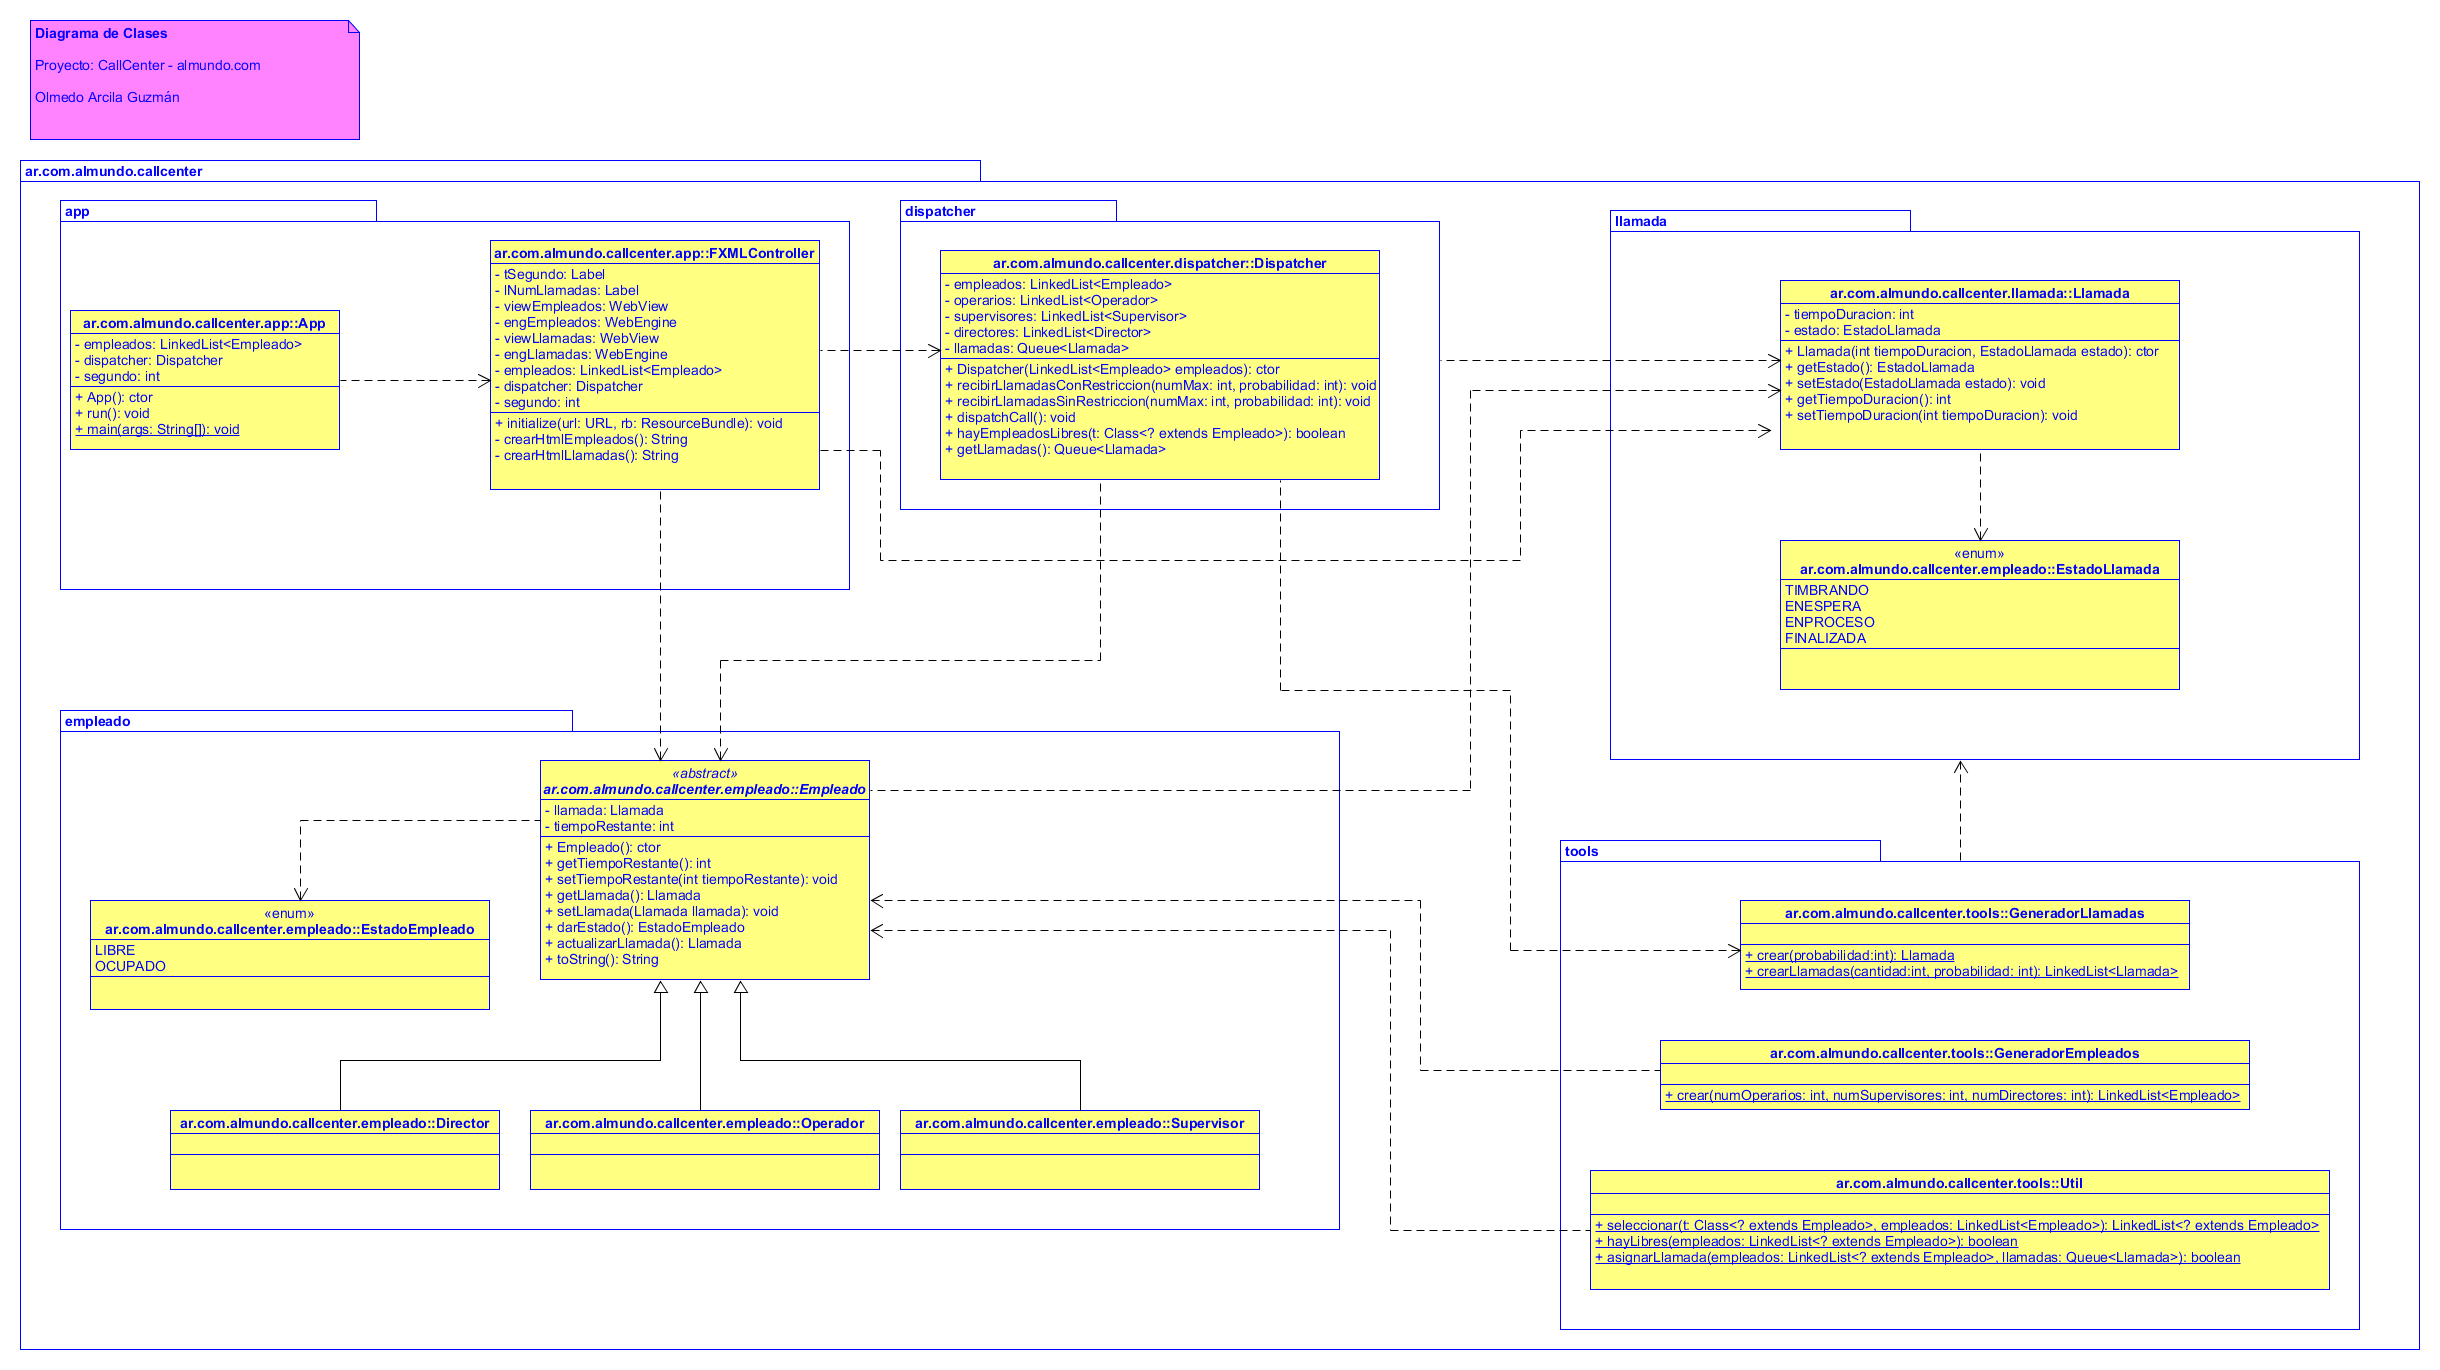 Diagrama de Clases
Proyecto: CallCenter - almundo.com
Olmedo Arcila Guzmán
ar.com.almundo.callcenter
app
ar.com.almundo.callcenter.app::App
- empleados: LinkedList<Empleado>
- dispatcher: Dispatcher
- segundo: int
+ App(): ctor
+ run(): void
+ main(args: String[]): void
ar.com.almundo.callcenter.app::FXMLController
- tSegundo: Label
- lNumLlamadas: Label
- viewEmpleados: WebView
- engEmpleados: WebEngine
- viewLlamadas: WebView
- engLlamadas: WebEngine
- empleados: LinkedList<Empleado>
- dispatcher: Dispatcher
- segundo: int
+ initialize(url: URL, rb: ResourceBundle): void
- crearHtmlEmpleados(): String
- crearHtmlLlamadas(): String
dispatcher
ar.com.almundo.callcenter.dispatcher::Dispatcher
- empleados: LinkedList<Empleado>
- operarios: LinkedList<Operador>
- supervisores: LinkedList<Supervisor>
- directores: LinkedList<Director>
- llamadas: Queue<Llamada>
+ Dispatcher(LinkedList<Empleado> empleados): ctor
+ recibirLlamadasConRestriccion(numMax: int, probabilidad: int): void
+ recibirLlamadasSinRestriccion(numMax: int, probabilidad: int): void
+ dispatchCall(): void
+ hayEmpleadosLibres(t: Class<? extends Empleado>): boolean
+ getLlamadas(): Queue<Llamada>
llamada
ar.com.almundo.callcenter.llamada::Llamada
- tiempoDuracion: int
- estado: EstadoLlamada
+ Llamada(int tiempoDuracion, EstadoLlamada estado): ctor
+ getEstado(): EstadoLlamada
+ setEstado(EstadoLlamada estado): void
+ getTiempoDuracion(): int
+ setTiempoDuracion(int tiempoDuracion): void
«enum»
ar.com.almundo.callcenter.empleado::EstadoLlamada
TIMBRANDO
ENESPERA
ENPROCESO
FINALIZADA
empleado
«abstract»
ar.com.almundo.callcenter.empleado::Empleado
- llamada: Llamada
- tiempoRestante: int
+ Empleado(): ctor
+ getTiempoRestante(): int
+ setTiempoRestante(int tiempoRestante): void
+ getLlamada(): Llamada
+ setLlamada(Llamada llamada): void
+ darEstado(): EstadoEmpleado
+ actualizarLlamada(): Llamada
+ toString(): String
«enum»
ar.com.almundo.callcenter.empleado::EstadoEmpleado
LIBRE
OCUPADO
ar.com.almundo.callcenter.empleado::Director
ar.com.almundo.callcenter.empleado::Operador
ar.com.almundo.callcenter.empleado::Supervisor
tools
ar.com.almundo.callcenter.tools::GeneradorLlamadas
+ crear(probabilidad:int): Llamada
+ crearLlamadas(cantidad:int, probabilidad: int): LinkedList<Llamada>
ar.com.almundo.callcenter.tools::GeneradorEmpleados
+ crear(numOperarios: int, numSupervisores: int, numDirectores: int): LinkedList<Empleado>
ar.com.almundo.callcenter.tools::Util
+ seleccionar(t: Class<? extends Empleado>, empleados: LinkedList<Empleado>): LinkedList<? extends Empleado>
+ hayLibres(empleados: LinkedList<? extends Empleado>): boolean
+ asignarLlamada(empleados: LinkedList<? extends Empleado>, llamadas: Queue<Llamada>): boolean